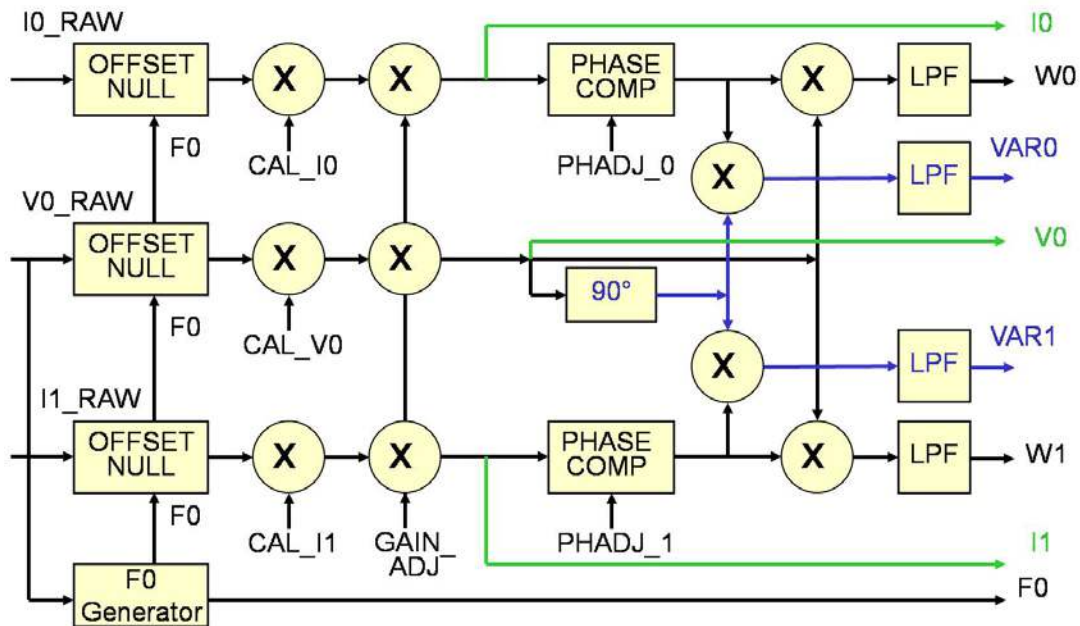 I0_RAW
OFFSET
NULL
X
X
PHASE
COMP
X
LPF
I0
W0
F0
CAL_I0
PHADJ_0
X
LPF
VAR0
V0_RAW
OFFSET
NULL
X
X
V0
90°
F0
CAL_V0
X
LPF
VAR1
I1_RAW
OFFSET
NULL
X
X
PHASE
COMP
X
LPF
W1
F0
CAL_I1
GAIN_
ADJ
PHADJ_1
I1
F0
Generator
F0